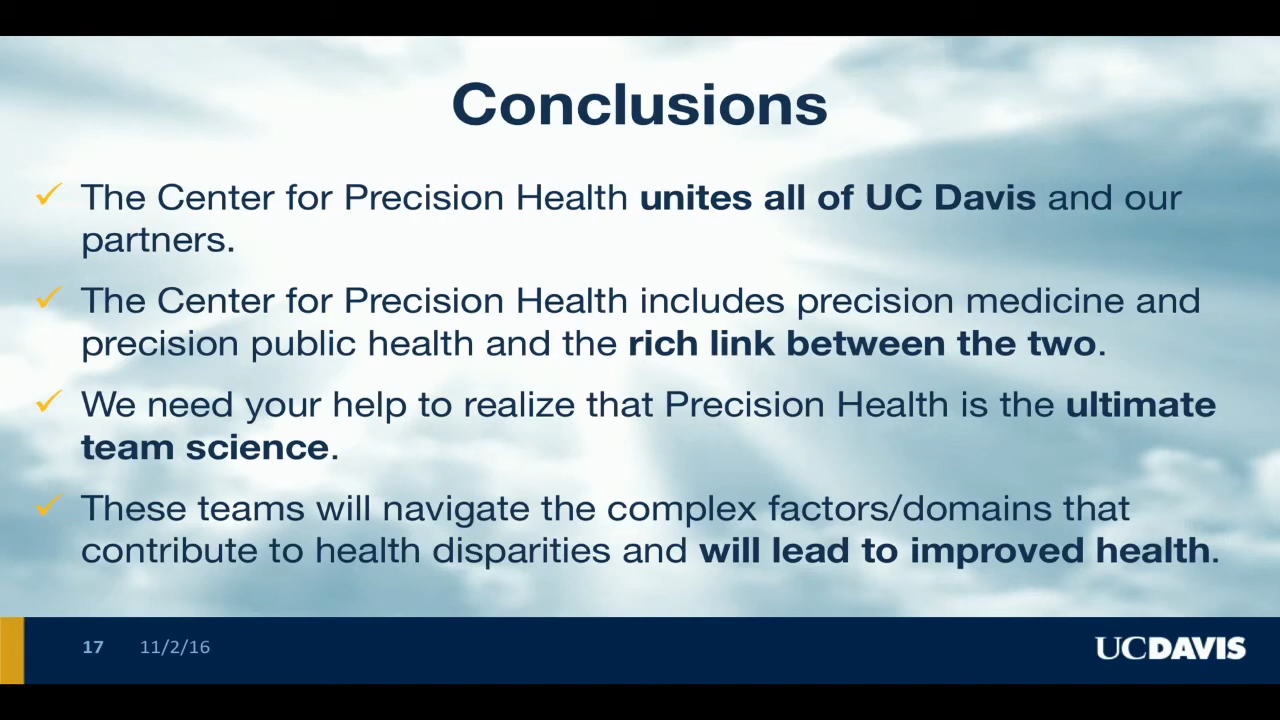 Conclusions
✓ The Center for Precision Health unites all of UC Davis and our
partners.
✓ The Center for Precision Health includes precision medicine and
precision public health and the rich link between the two.
✓ We need your help to realize that Precision Health is the ultimate
team science.
✓ These teams will navigate the complex factors/domains that
contribute to health disparities and will lead to improved health.
17 11/2/16 UCDAVIS